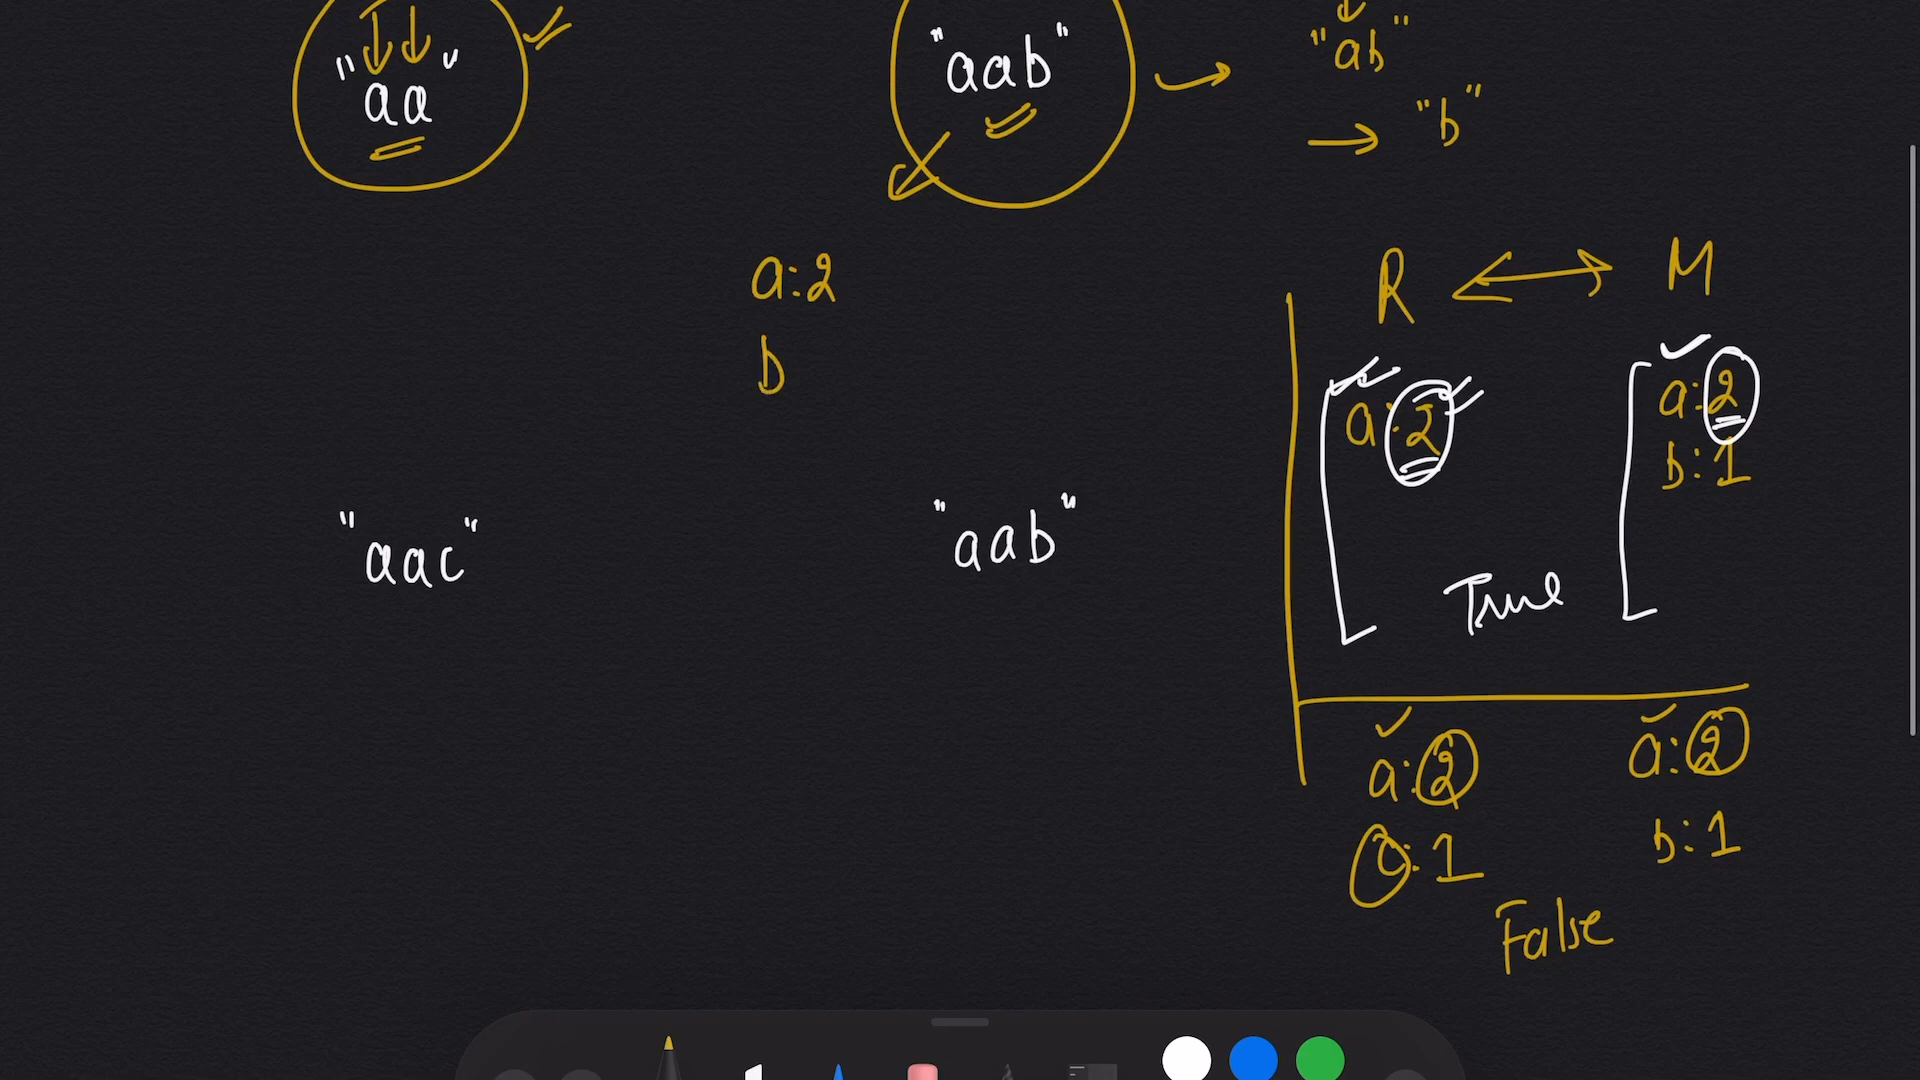 "aa"
"aab"
"ab"
"b"
a:2
b
R M
a:2
a:2
b:1
"aac"
"aab"
True
a:2
a:2
c:1
b:1
False